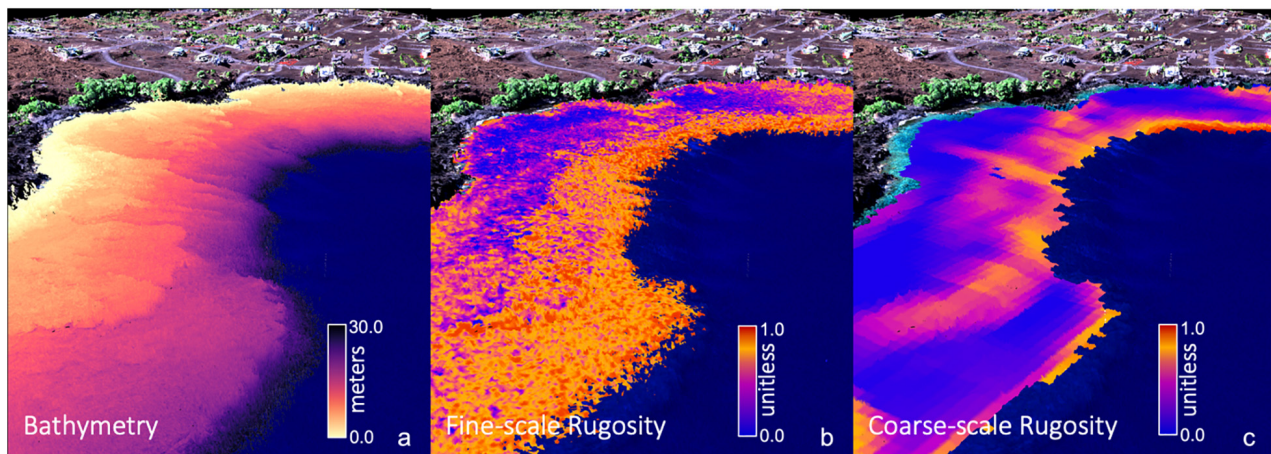 30.0
meters
0.0
Bathymetry
a
1.0
unitless
0.0
Fine-scale Rugosity
b
1.0
unitless
0.0
Coarse-scale Rugosity
c